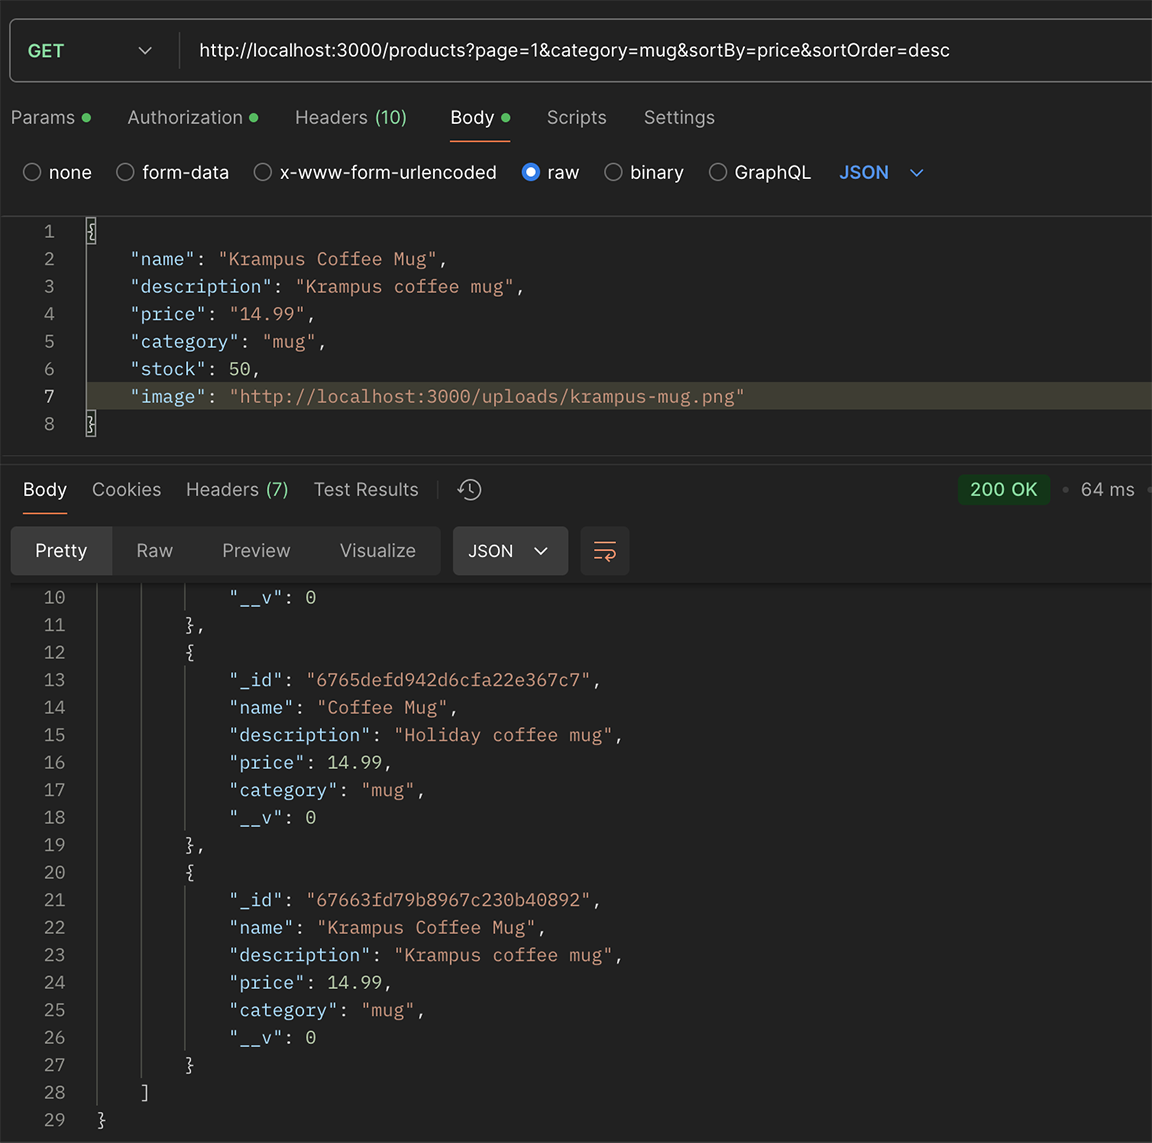 GET http://localhost:3000/products?page=1&category=mug&sortBy=price&sortOrder=desc
Params Authorization Headers (10) Body Scripts Settings
none form-data x-www-form-urlencoded raw binary GraphQL JSON
1 {
2 "name": "Krampus Coffee Mug",
3 "description": "Krampus coffee mug",
4 "price": "14.99",
5 "category": "mug",
6 "stock": 50,
7 "image": "http://localhost:3000/uploads/krampus-mug.png"
8 }
Body Cookies Headers (7) Test Results 200 OK • 64 ms
Pretty Raw Preview Visualize JSON
10 "__v": 0
11 },
12 {
13 "_id": "6765defd942d6cfa22e367c7",
14 "name": "Coffee Mug",
15 "description": "Holiday coffee mug",
16 "price": 14.99,
17 "category": "mug",
18 "__v": 0
19 },
20 {
21 "_id": "67663fd79b8967c230b40892",
22 "name": "Krampus Coffee Mug",
23 "description": "Krampus coffee mug",
24 "price": 14.99,
25 "category": "mug",
26 "__v": 0
27 }
28 ]
29 }